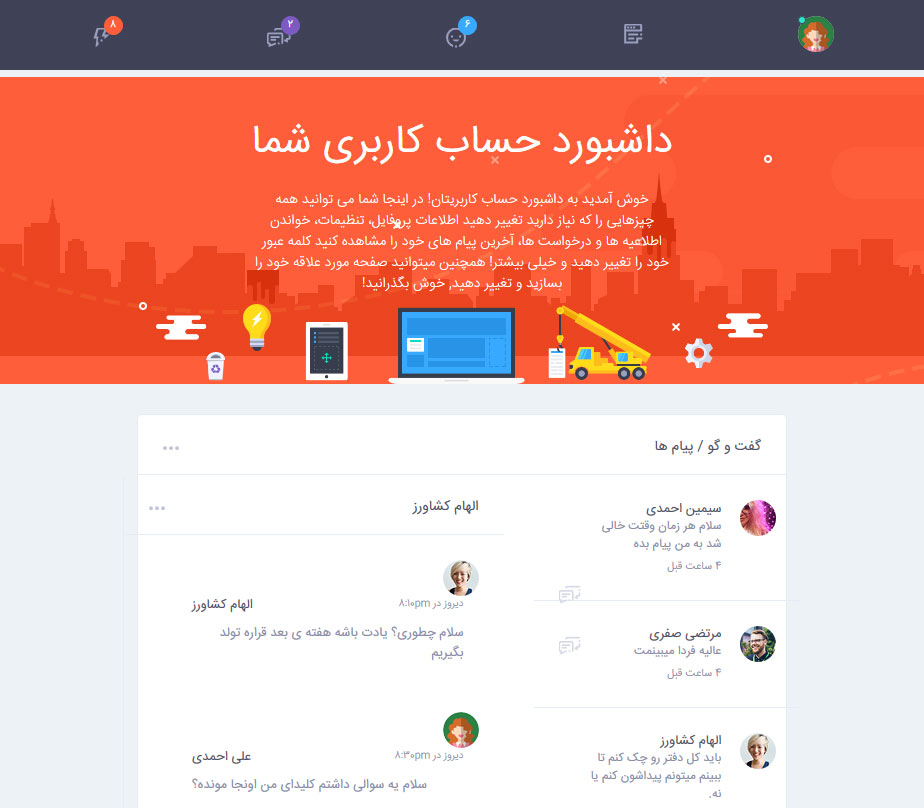 ۶
۲
۸
داشبورد حساب کاربری شما
خوش آمدید به داشبورد حساب کاربریتان! در اینجا شما می توانید همه
چیزهایی را که نیاز دارید تغییر دهید اطلاعات پروفایل، تنظیمات، خواندن
اطلاعیه ها و درخواست ها، آخرین پیام های خود را مشاهده کنید کلمه عبور
خود را تغییر دهید و خیلی بیشتر! همچنین میتوانید صفحه مورد علاقه خود را
بسازید و تغییر دهید, خوش بگذرانید!
گفت و گو / پیام ها
سیمین احمدی
سلام هر زمان وقتت خالی
شد به من پیام بده
۴ ساعت قبل
مرتضی صفری
عالیه فردا میبینمت
۴ ساعت قبل
الهام کشاورز
باید کل دفتر رو چک کنم تا
ببینم میتونم پیداشون کنم یا
نه.
الهام کشاورز
دیروز در ۸:۱۰pm
الهام کشاورز
سلام چطوری؟ یادت باشه هفته ی بعد قراره تولد
بگیریم
دیروز در ۸:۳۰pm
علی احمدی
سلام یه سوالی داشتم کلیدای من اونجا مونده؟